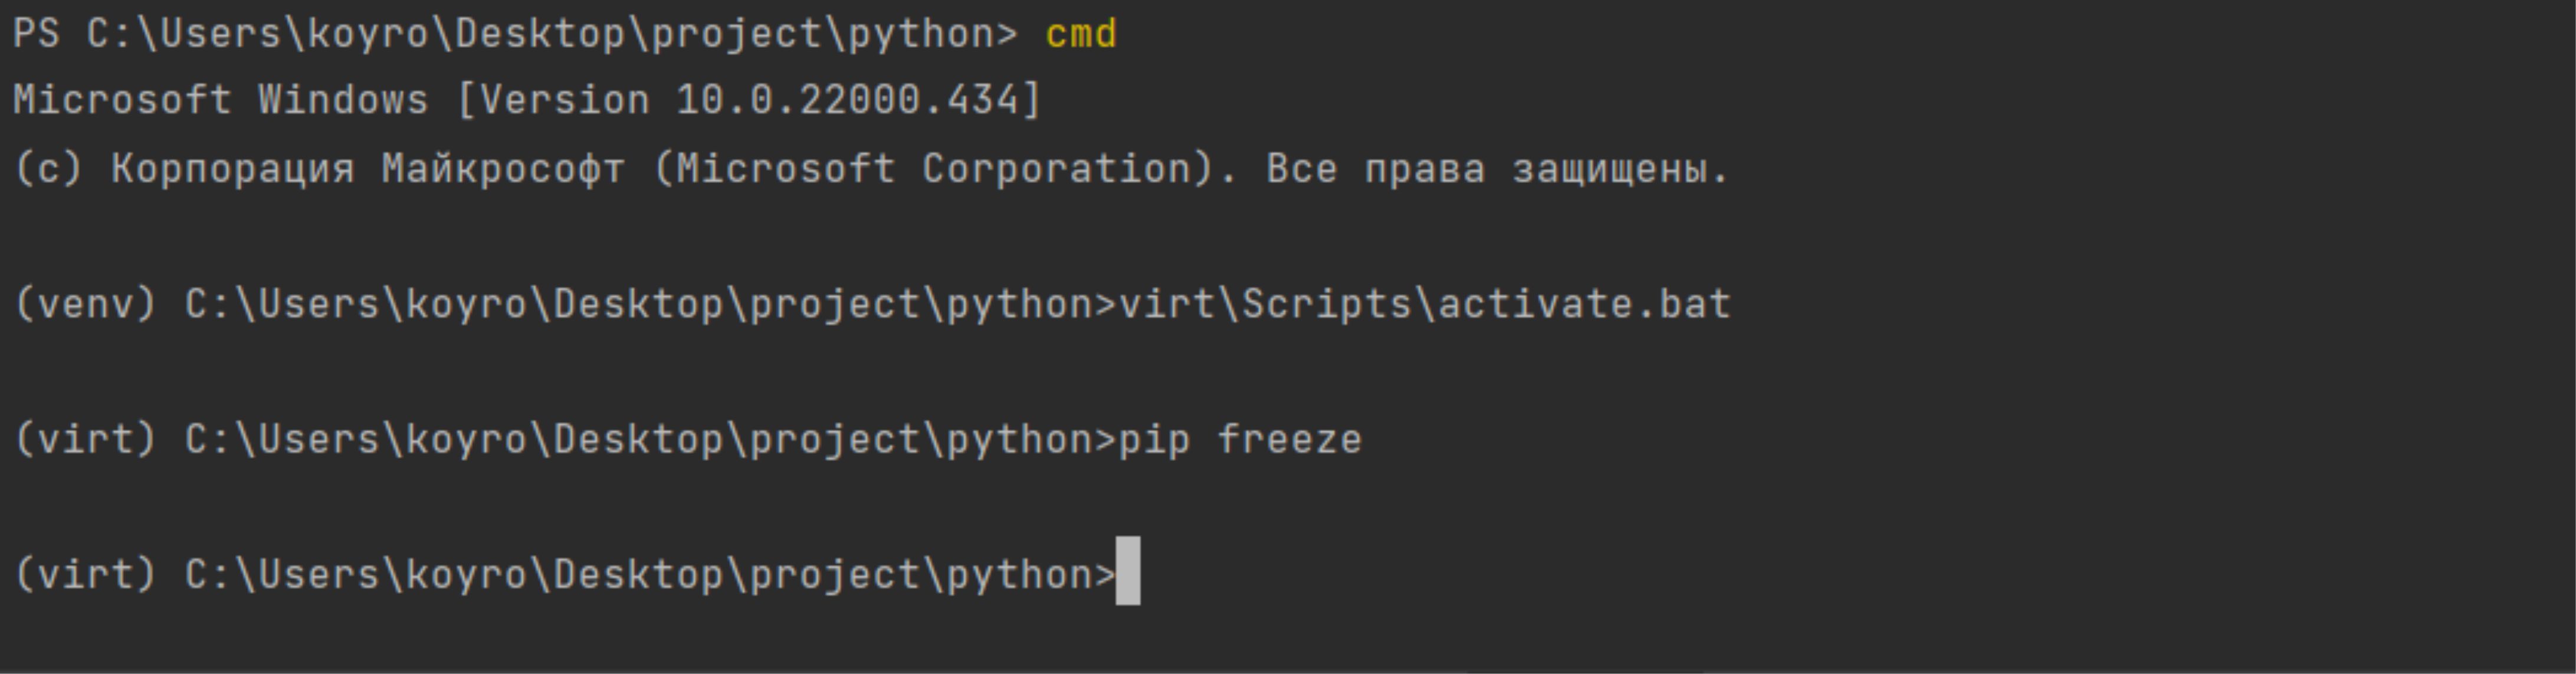 PS C:\Users\koyro\Desktop\project\python> cmd
Microsoft Windows [Version 10.0.22000.434]
(c) Корпорация Майкрософт (Microsoft Corporation). Все права защищены.
(venv) C:\Users\koyro\Desktop\project\python>virt\Scripts\activate.bat
(virt) C:\Users\koyro\Desktop\project\python>pip freeze
(virt) C:\Users\koyro\Desktop\project\python>